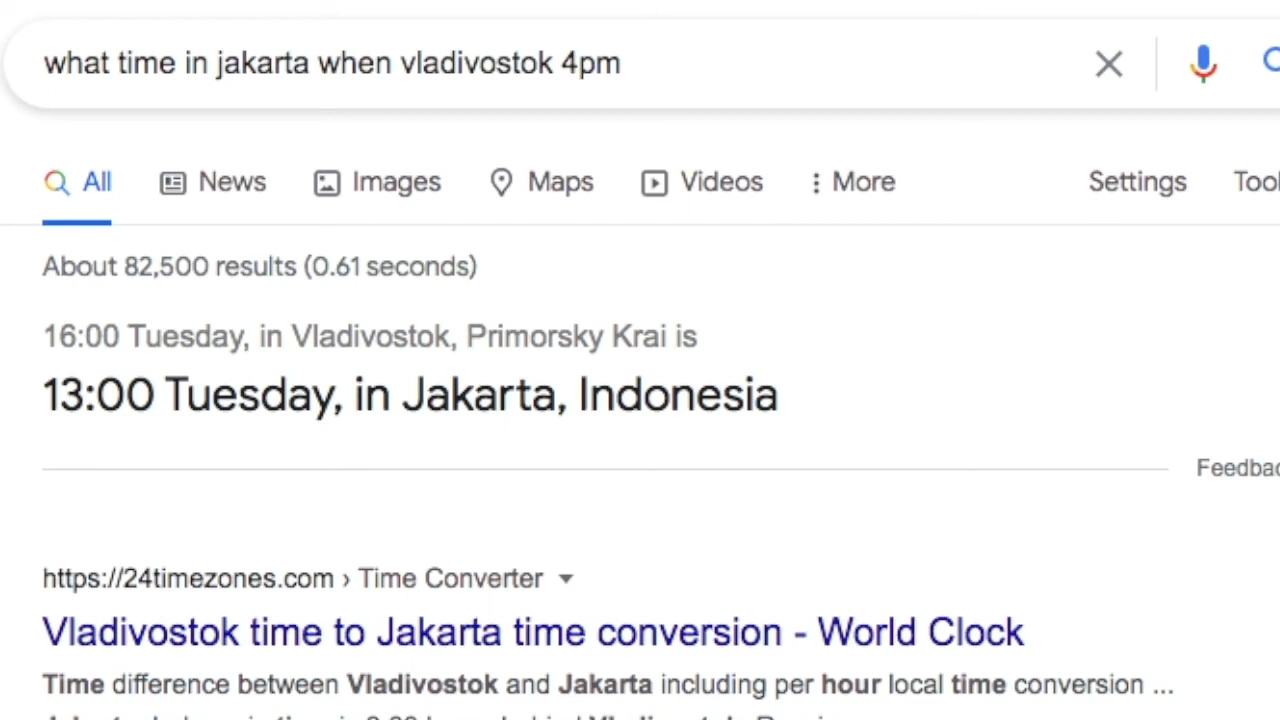 what time in jakarta when vladivostok 4pm
All News Images Maps Videos More Settings
About 82,500 results (0.61 seconds)
16:00 Tuesday, in Vladivostok, Primorsky Krai is
13:00 Tuesday, in Jakarta, Indonesia
https://24timezones.com › Time Converter
Vladivostok time to Jakarta time conversion - World Clock
Time difference between Vladivostok and Jakarta including per hour local time conversion ...